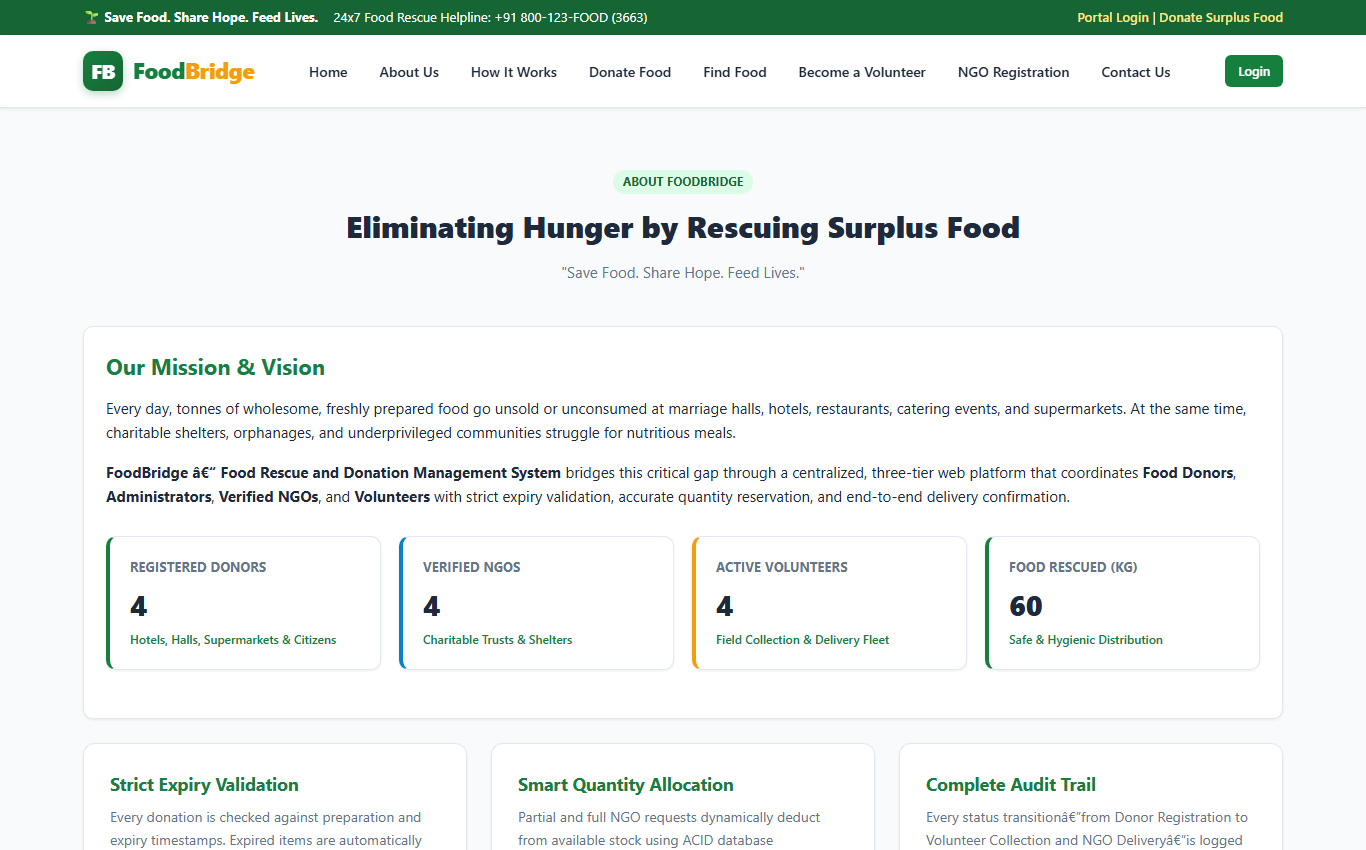 Save Food. Share Hope. Feed Lives. 24x7 Food Rescue Helpline: +91 800-123-FOOD (3663) Portal Login | Donate Surplus Food
FB FoodBridge Home About Us How It Works Donate Food Find Food Become a Volunteer NGO Registration Contact Us Login
ABOUT FOODBRIDGE
Eliminating Hunger by Rescuing Surplus Food
"Save Food. Share Hope. Feed Lives."
Our Mission & Vision
Every day, tonnes of wholesome, freshly prepared food go unsold or unconsumed at marriage halls, hotels, restaurants, catering events, and supermarkets. At the same time,
charitable shelters, orphanages, and underprivileged communities struggle for nutritious meals.
FoodBridge â€“ Food Rescue and Donation Management System bridges this critical gap through a centralized, three-tier web platform that coordinates Food Donors,
Administrators, Verified NGOs, and Volunteers with strict expiry validation, accurate quantity reservation, and end-to-end delivery confirmation.
REGISTERED DONORS
4
Hotels, Halls, Supermarkets & Citizens
VERIFIED NGOS
4
Charitable Trusts & Shelters
ACTIVE VOLUNTEERS
4
Field Collection & Delivery Fleet
FOOD RESCUED (KG)
60
Safe & Hygienic Distribution
Strict Expiry Validation
Every donation is checked against preparation and
expiry timestamps. Expired items are automatically
Smart Quantity Allocation
Partial and full NGO requests dynamically deduct
from available stock using ACID database
Complete Audit Trail
Every status transitionâ€”from Donor Registration to
Volunteer Collection and NGO Deliveryâ€”is logged